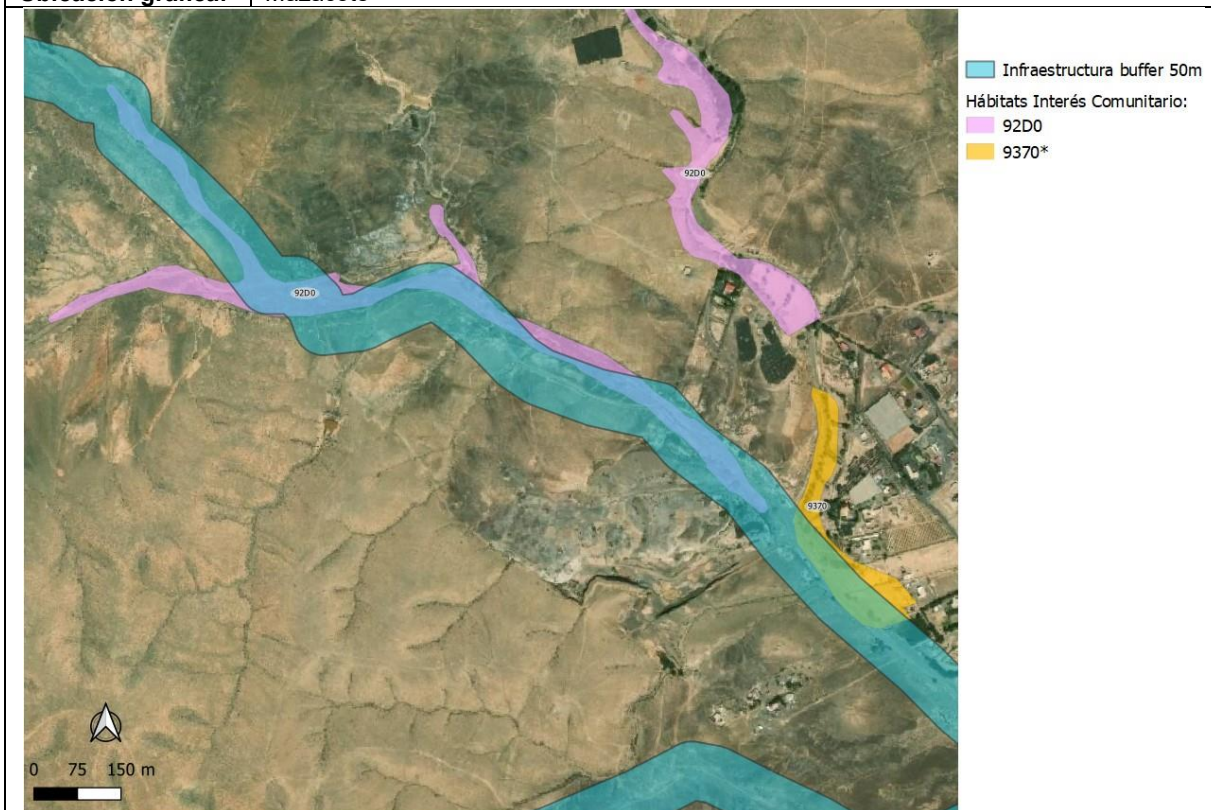 Infraestructura buffer 50m
Hábitats Interés Comunitario:
92D0
9370*
92D0
92D0
9370
0 75 150 m